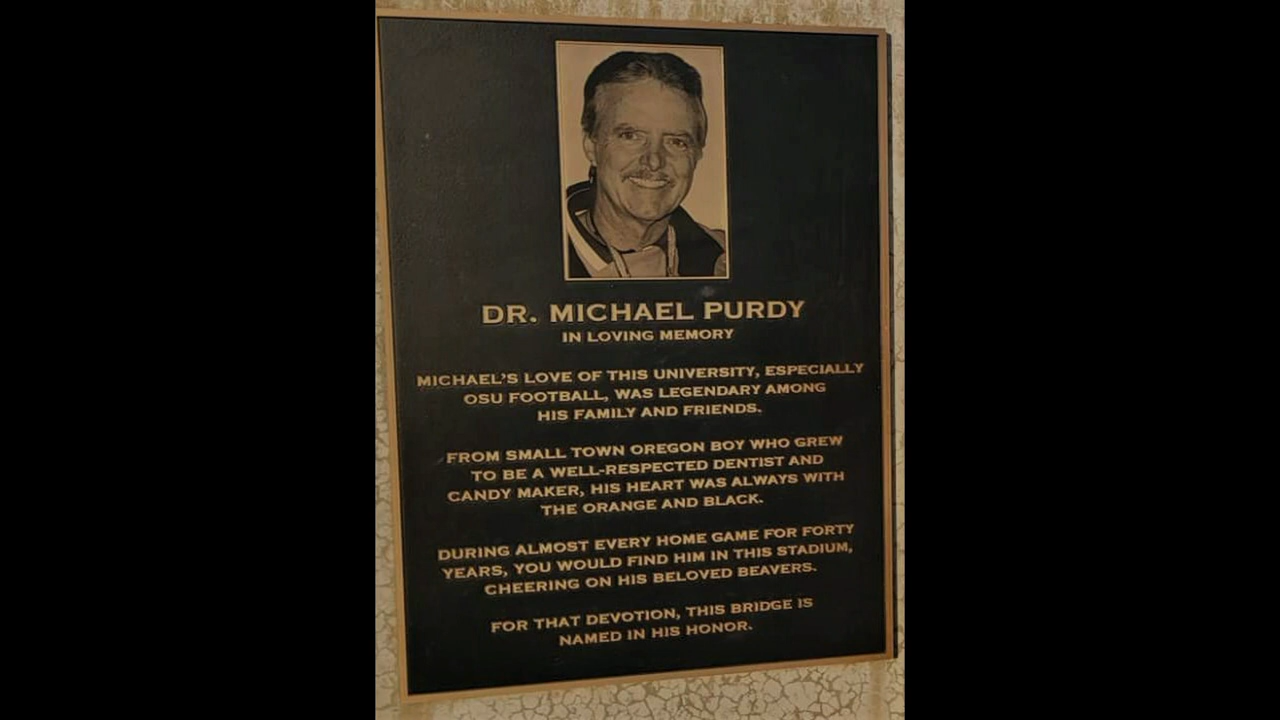 DR. MICHAEL PURDY
IN LOVING MEMORY
MICHAEL'S LOVE OF THIS UNIVERSITY, ESPECIALLY
OSU FOOTBALL, WAS LEGENDARY AMONG
HIS FAMILY AND FRIENDS.
FROM SMALL TOWN OREGON BOY WHO GREW
TO BE A WELL-RESPECTED DENTIST AND
CANDY MAKER, HIS HEART WAS ALWAYS WITH
THE ORANGE AND BLACK.
DURING ALMOST EVERY HOME GAME FOR FORTY
YEARS, YOU WOULD FIND HIM IN THIS STADIUM,
CHEERING ON HIS BELOVED BEAVERS.
FOR THAT DEVOTION, THIS BRIDGE IS
NAMED IN HIS HONOR.